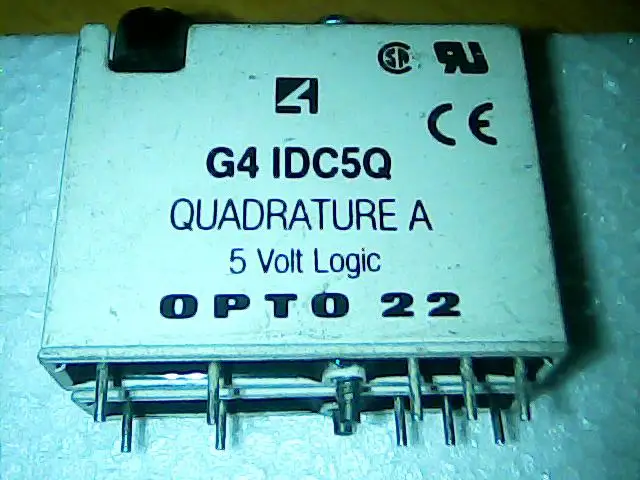 G4 IDC5Q
QUADRATURE A
5 Volt Logic
OPTO 22